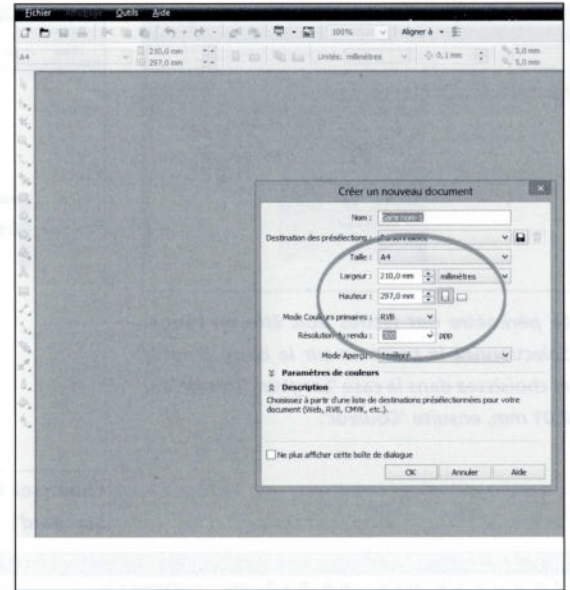 Fichier Affichage Outils Aide
100% Aligner à
A4 210,0 mm 297,0 mm Unités: millimètres 0,1 mm 5,0 mm 5,0 mm
Créer un nouveau document
Nom :
Destination des présélections :
Taille : A4
Largeur : 210,0 mm millimètres
Hauteur : 297,0 mm
Mode Couleurs primaires : RVB
Résolution du rendu : 300 ppp
Mode Aperçu : Amélioré
Paramètres de couleurs
Description
Choisissez à partir d'une liste de destinations présélectionnées pour votre
document (Web, RVB, CMYK, etc.).
Ne plus afficher cette boîte de dialogue
OK Annuler Aide